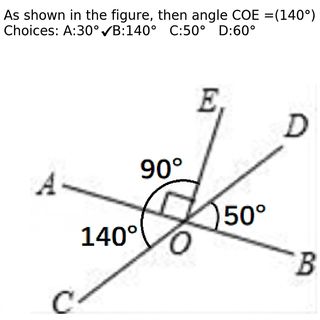 As shown in the figure, then angle COE =(140°)
Choices: A:30° ✓B:140° C:50° D:60°
E
D
90°
A
50°
140°
O
B
C